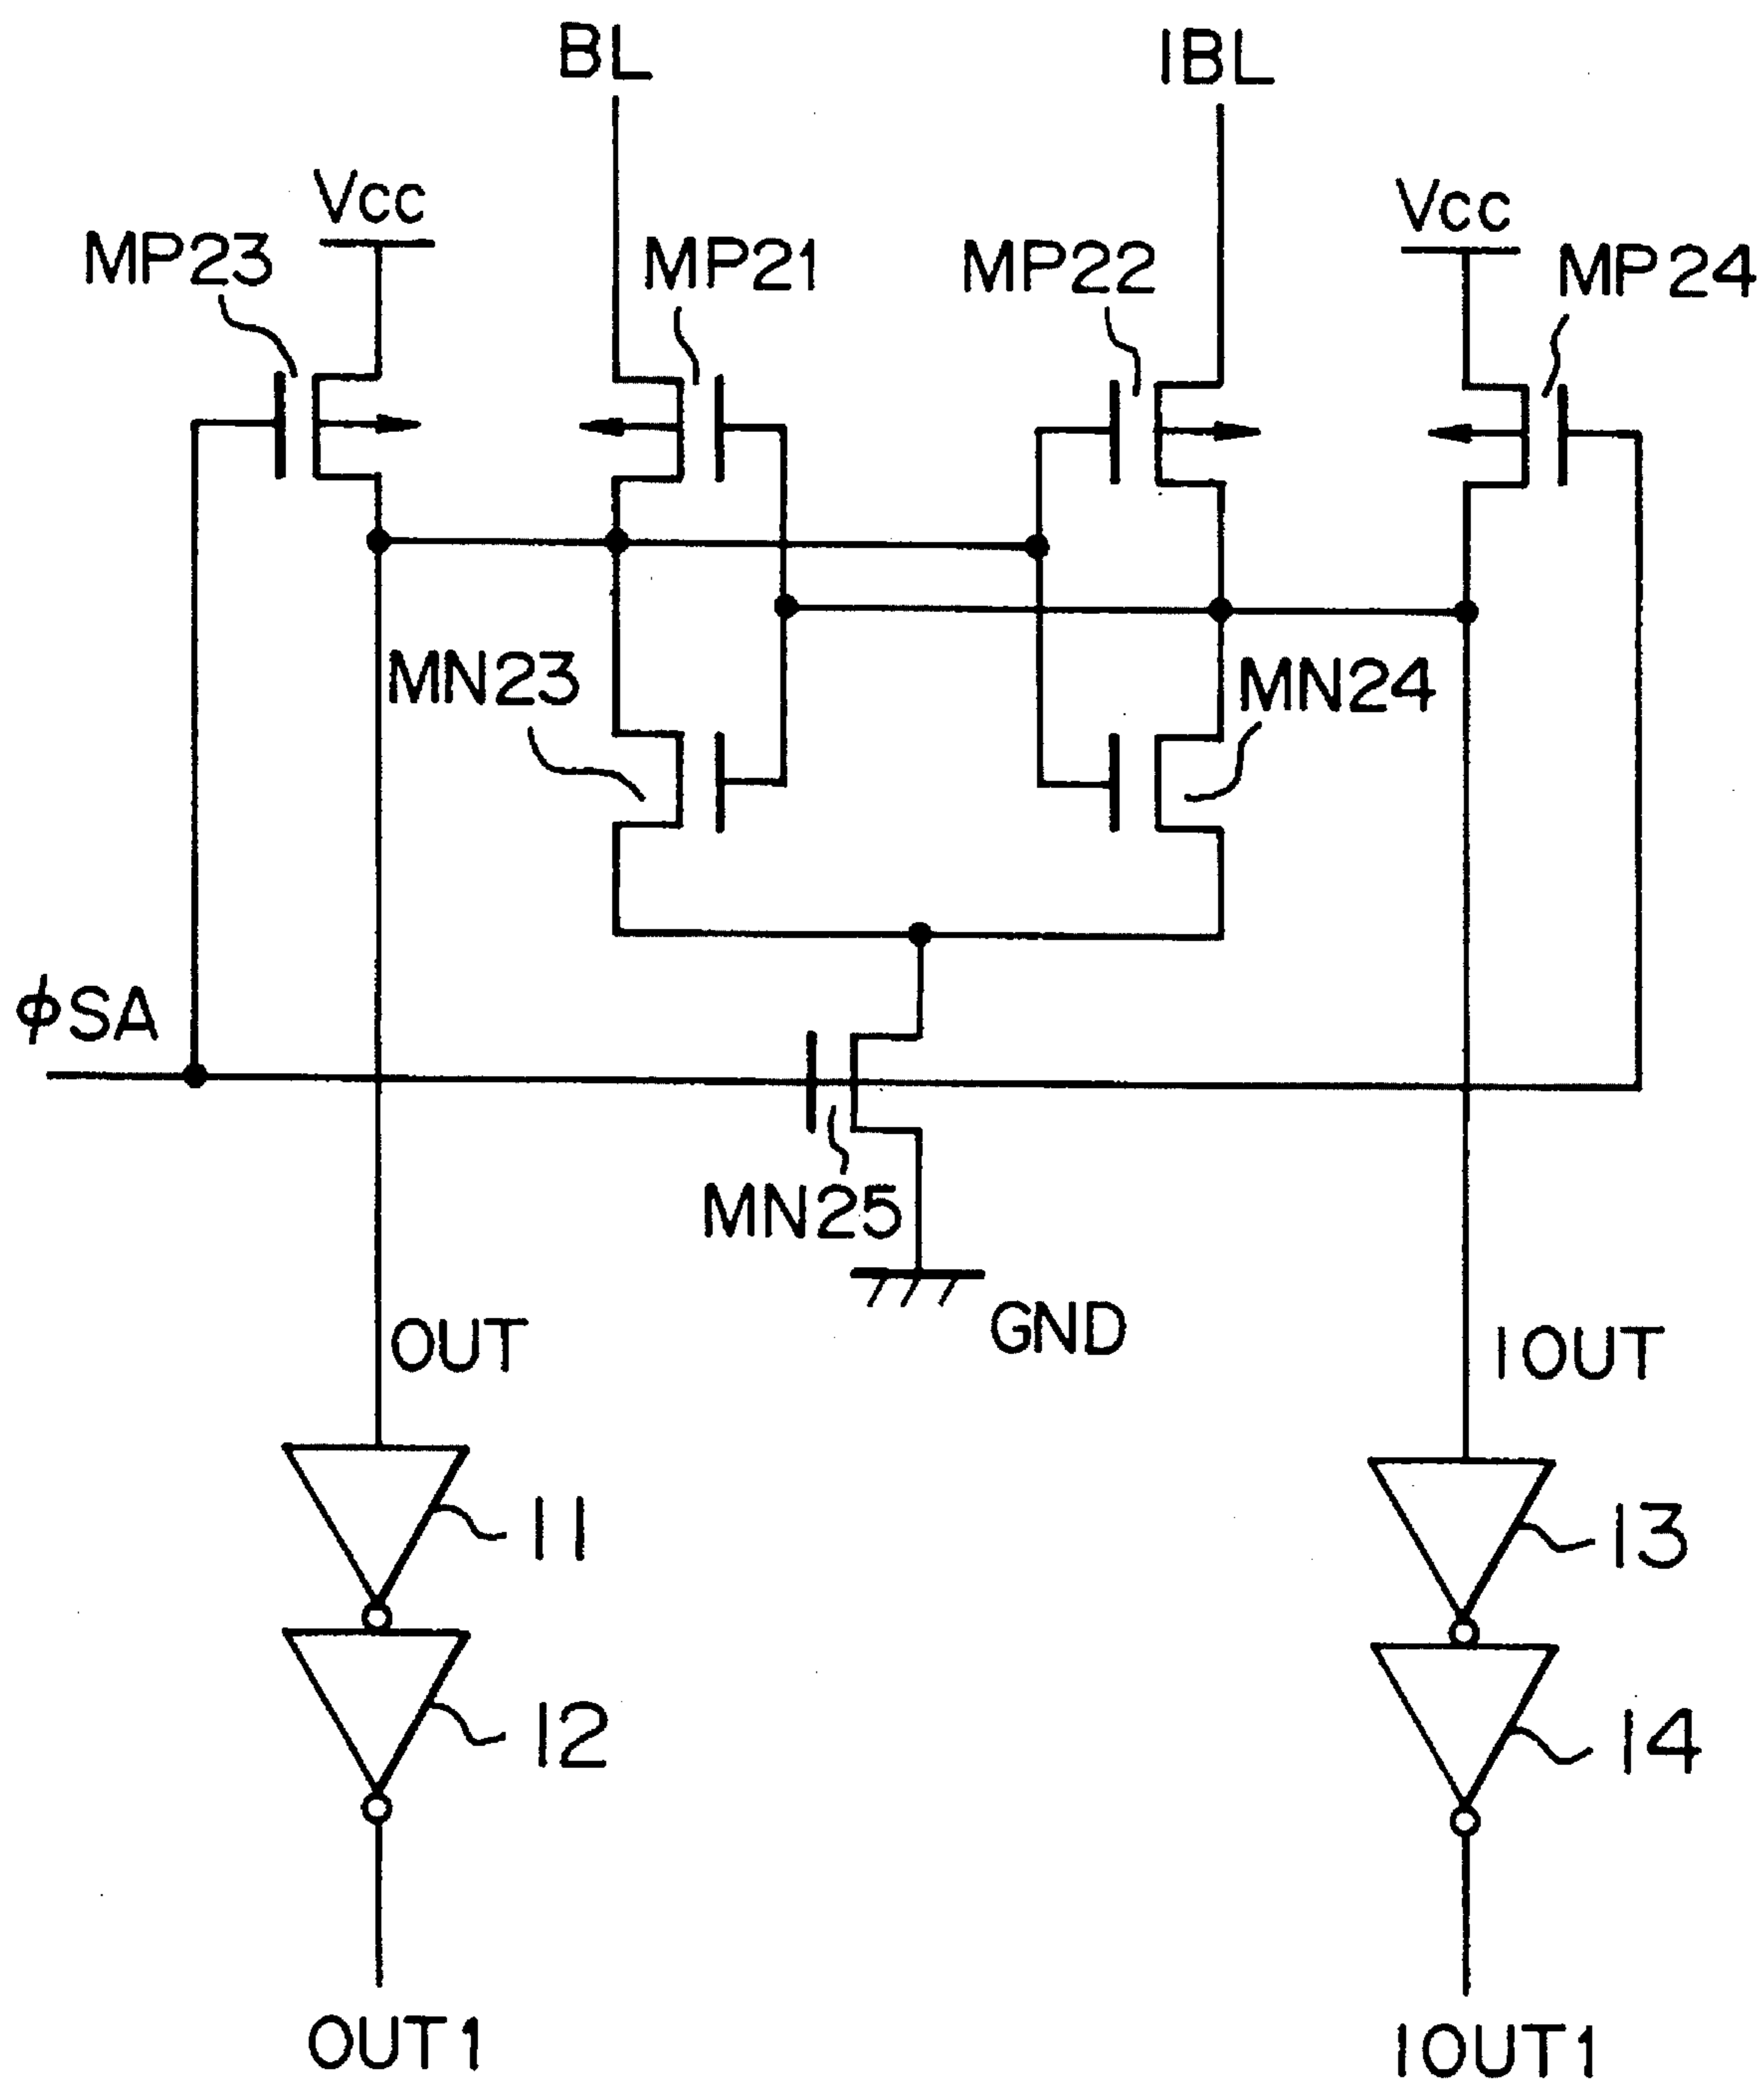 BL
IBL
Vcc
Vcc
MP23
MP21
MP22
MP24
MN23
MN24
φSA
MN25
GND
OUT
IOUT
11
13
12
14
OUT1
IOUT1